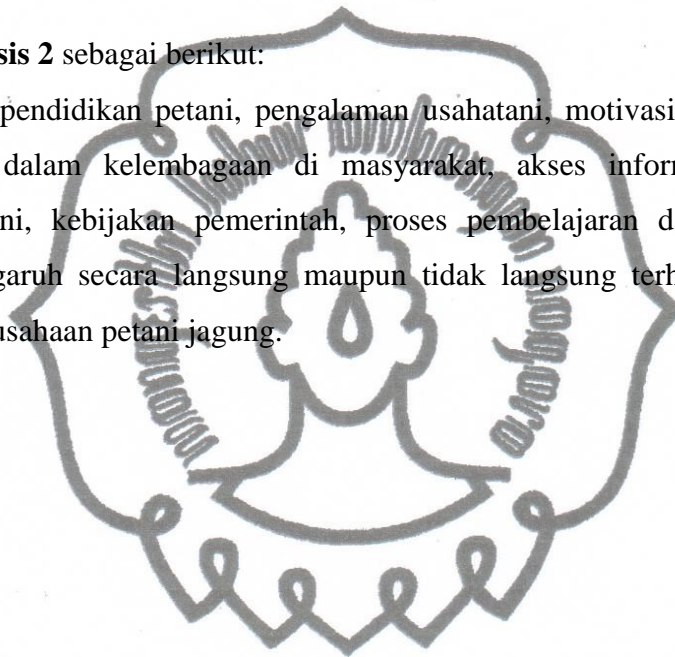 sis 2 sebagai berikut:
pendidikan petani, pengalaman usahatani, motivasi
dalam kelembagaan di masyarakat, akses infor
ni, kebijakan pemerintah, proses pembelajaran d
garuh secara langsung maupun tidak langsung terh
usahaan petani jagung.